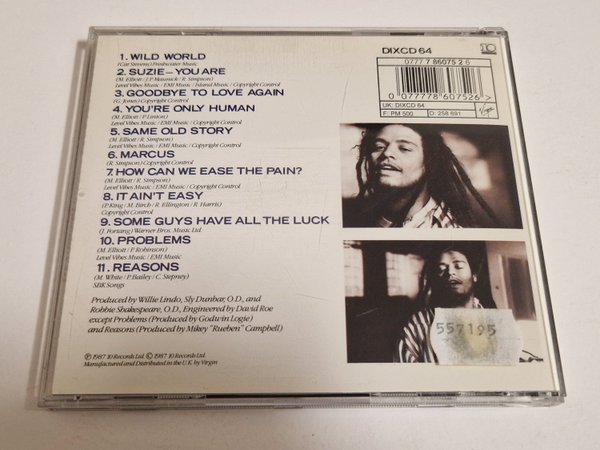 1. WILD WORLD
(Cat Stevens) Freshwater Music
2. SUZIE – YOU ARE
(M. Elliott / J.P. Maunick / R. Simpson)
Level Vibes Music / EMI Music / Island Music / Copyright Control
3. GOODBYE TO LOVE AGAIN
(G. Jones) Copyright Control
4. YOU'RE ONLY HUMAN
(M. Elliott / P. Linton)
Level Vibes Music / EMI Music / Copyright Control
5. SAME OLD STORY
(M. Elliott / R. Simpson)
Level Vibes Music / EMI Music / Copyright Control
6. MARCUS
(R. Simpson) Copyright Control
7. HOW CAN WE EASE THE PAIN?
(M. Elliott / R. Simpson)
Level Vibes Music / EMI Music / Copyright Control
8. IT AIN'T EASY
(P. King / M. Birch / R. Ellington / R. Harris)
Copyright Control
9. SOME GUYS HAVE ALL THE LUCK
(J. Fortang) Warner Bros. Music Ltd.
10. PROBLEMS
(M. Elliott / P. Robinson)
Level Vibes Music / EMI Music
11. REASONS
(M. White / P. Bailey / C. Stepney)
SBK Songs
Produced by Willie Lindo, Sly Dunbar, O.D., and
Robbie Shakespeare, O.D., Engineered by David Roe
except Problems (Produced by Godwin Logie)
and Reasons (Produced by Mikey "Rueben" Campbell)
℗ 1987 10 Records Ltd. © 1987 10 Records Ltd.
Manufactured and Distributed in the U.K. by Virgin
DIXCD 64
10
0777 7 86075 2 6
0 077778 607526 >
UK: DIXCD 64
F: PM 500
D: 258 691
Virgin
557195